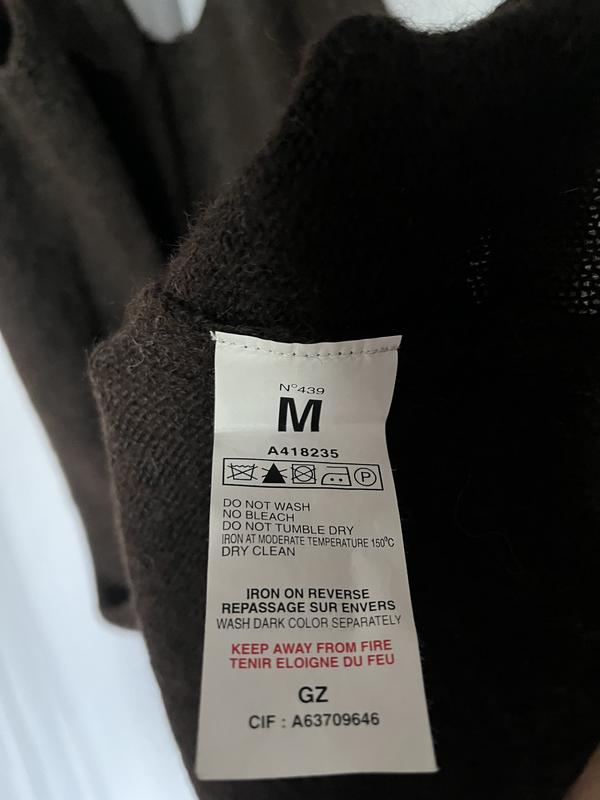 N°439
M
A418235
P
DO NOT WASH
NO BLEACH
DO NOT TUMBLE DRY
IRON AT MODERATE TEMPERATURE 150ºC
DRY CLEAN
IRON ON REVERSE
REPASSAGE SUR ENVERS
WASH DARK COLOR SEPARATELY
KEEP AWAY FROM FIRE
TENIR ELOIGNE DU FEU
GZ
CIF : A63709646